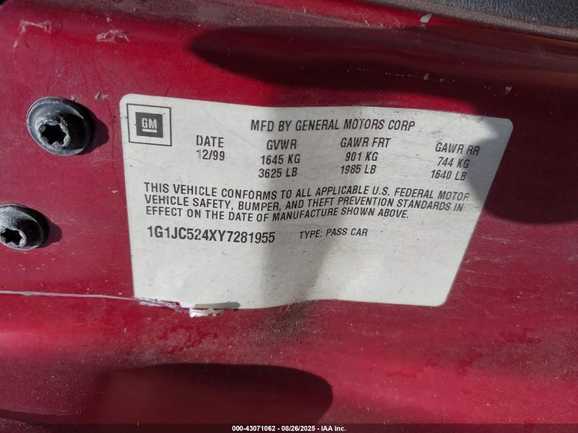 GM
MFD BY GENERAL MOTORS CORP
DATE GVWR GAWR FRT GAWR RR
12/99 1645 KG 901 KG 744 KG
3625 LB 1985 LB 1640 LB
THIS VEHICLE CONFORMS TO ALL APPLICABLE U.S. FEDERAL MOTOR
VEHICLE SAFETY, BUMPER, AND THEFT PREVENTION STANDARDS IN
EFFECT ON THE DATE OF MANUFACTURE SHOWN ABOVE.
1G1JC524XY7281955 TYPE: PASS CAR
000-43071062 08/26/2025 IAA Inc.